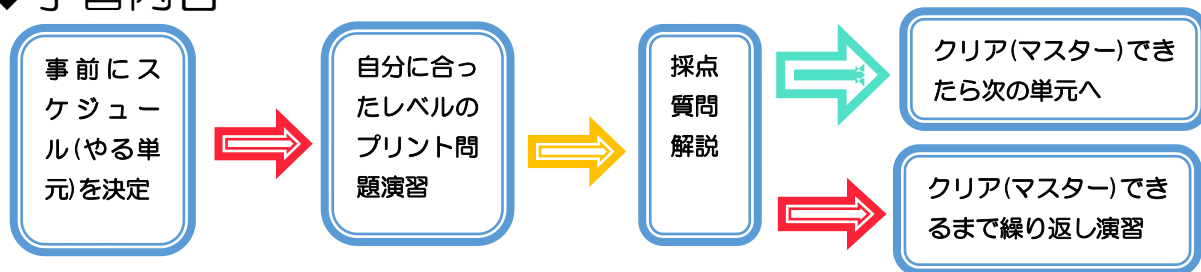 事前にス
ケジュー
ル(やる単
元)を決定
自分に合っ
たレベルの
プリント問
題演習
採点
質問
解説
クリア(マスター)でき
たら次の単元へ
クリア(マスター)でき
るまで繰り返し演習